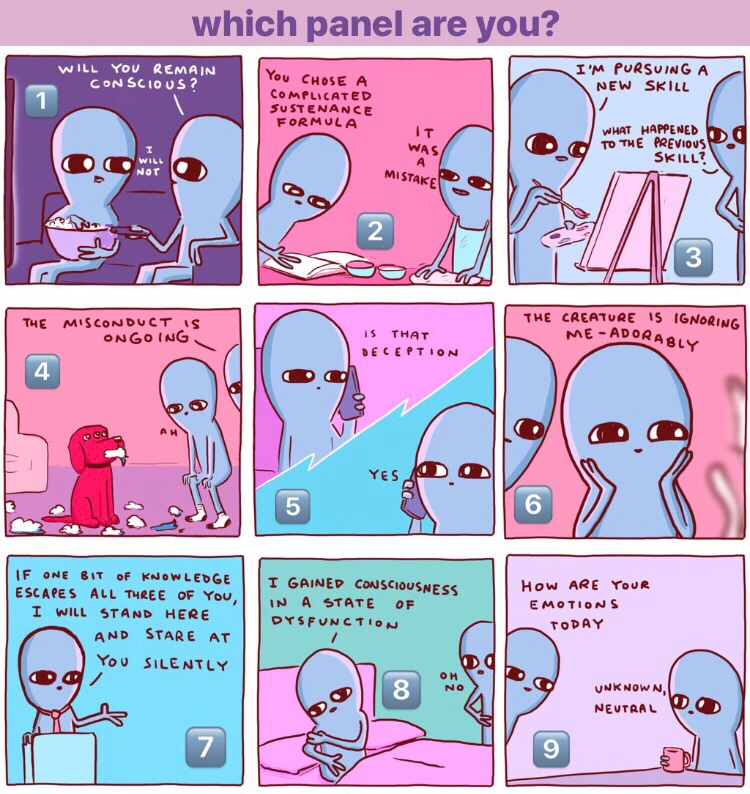 which panel are you?
1
WILL YOU REMAIN
CONSCIOUS?
I
WILL
NOT
YOU CHOSE A
COMPLICATED
SUSTENANCE
FORMULA
IT
WAS
A
MISTAKE
2
I'M PURSUING A
NEW SKILL
WHAT HAPPENED
TO THE PREVIOUS
SKILL?
3
THE MISCONDUCT IS
ONGOING
4
AH
IS THAT
DECEPTION
YES
5
THE CREATURE IS IGNORING
ME-ADORABLY
6
IF ONE BIT OF KNOWLEDGE
ESCAPES ALL THREE OF YOU,
I WILL STAND HERE
AND STARE AT
YOU SILENTLY
7
I GAINED CONSCIOUSNESS
IN A STATE OF
DYSFUNCTION
8
OH
NO
HOW ARE YOUR
EMOTIONS
TODAY
UNKNOWN,
NEUTRAL
9